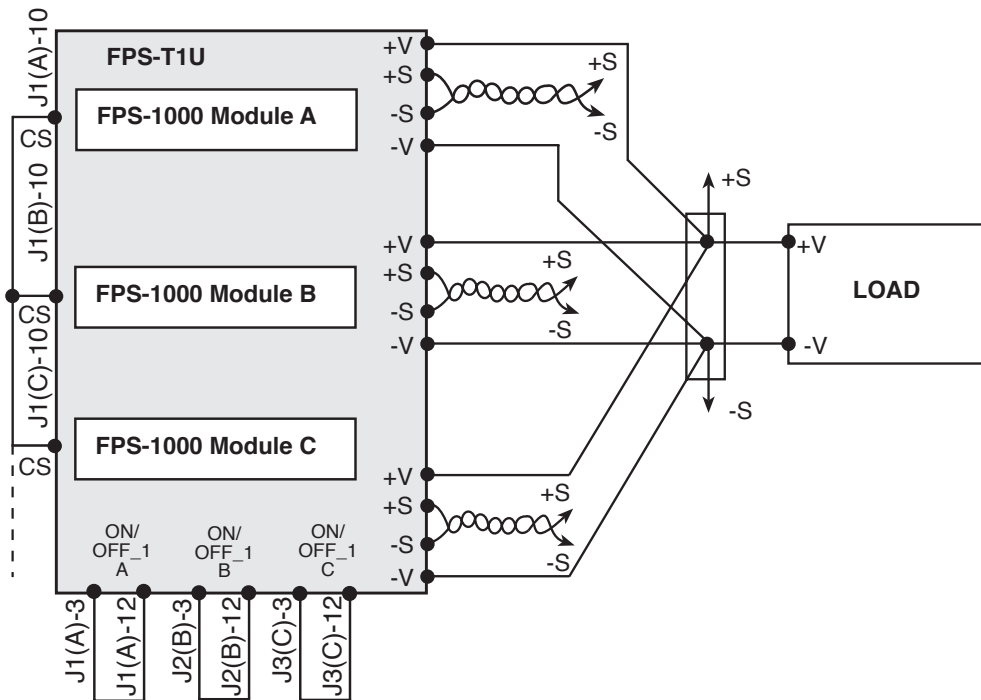 J1(A)-10
CS
J1(B)-10
CS
J1(C)-10
CS
FPS-T1U
FPS-1000 Module A
+V
+S
-S
-V
+S
-S
FPS-1000 Module B
+V
+S
-S
-V
+S
-S
FPS-1000 Module C
+V
+S
-S
-V
+S
-S
+S
-S
+V
LOAD
-V
ON/
OFF_1
A
ON/
OFF_1
B
ON/
OFF_1
C
J1(A)-3
J1(A)-12
J2(B)-3
J2(B)-12
J3(C)-3
J3(C)-12